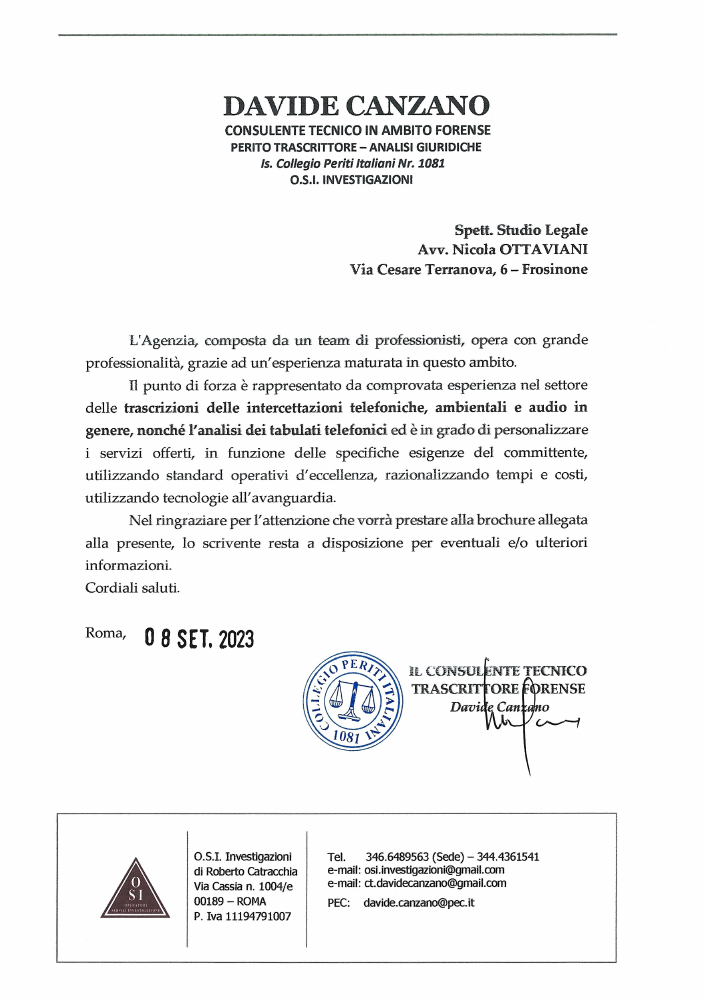 DAVIDE CANZANO
CONSULENTE TECNICO IN AMBITO FORENSE
PERITO TRASCRITTORE – ANALISI GIURIDICHE
Is. Collegio Periti Italiani Nr. 1081
O.S.I. INVESTIGAZIONI
Spett. Studio Legale
Avv. Nicola OTTAVIANI
Via Cesare Terranova, 6 – Frosinone
L'Agenzia, composta da un team di professionisti, opera con grande
professionalità, grazie ad un'esperienza maturata in questo ambito.
Il punto di forza è rappresentato da comprovata esperienza nel settore
delle trascrizioni delle intercettazioni telefoniche, ambientali e audio in
genere, nonché l'analisi dei tabulati telefonici ed è in grado di personalizzare
i servizi offerti, in funzione delle specifiche esigenze del committente,
utilizzando standard operativi d'eccellenza, razionalizzando tempi e costi,
utilizzando tecnologie all'avanguardia.
Nel ringraziare per l'attenzione che vorrà prestare alla brochure allegata
alla presente, lo scrivente resta a disposizione per eventuali e/o ulteriori
informazioni.
Cordiali saluti.
Roma, 08 SET. 2023
COLLEGIO PERITI ITALIANI
1081
IL CONSULENTE TECNICO
TRASCRITTORE FORENSE
Davide Canzano
O
SI
O.S.I. Investigazioni
di Roberto Catracchia
Via Cassia n. 1004/e
00189 – ROMA
P. Iva 11194791007
Tel. 346.6489563 (Sede) – 344.4361541
e-mail: osi.investigazioni@gmail.com
e-mail: ct.davidecanzano@gmail.com
PEC: davide.canzano@pec.it